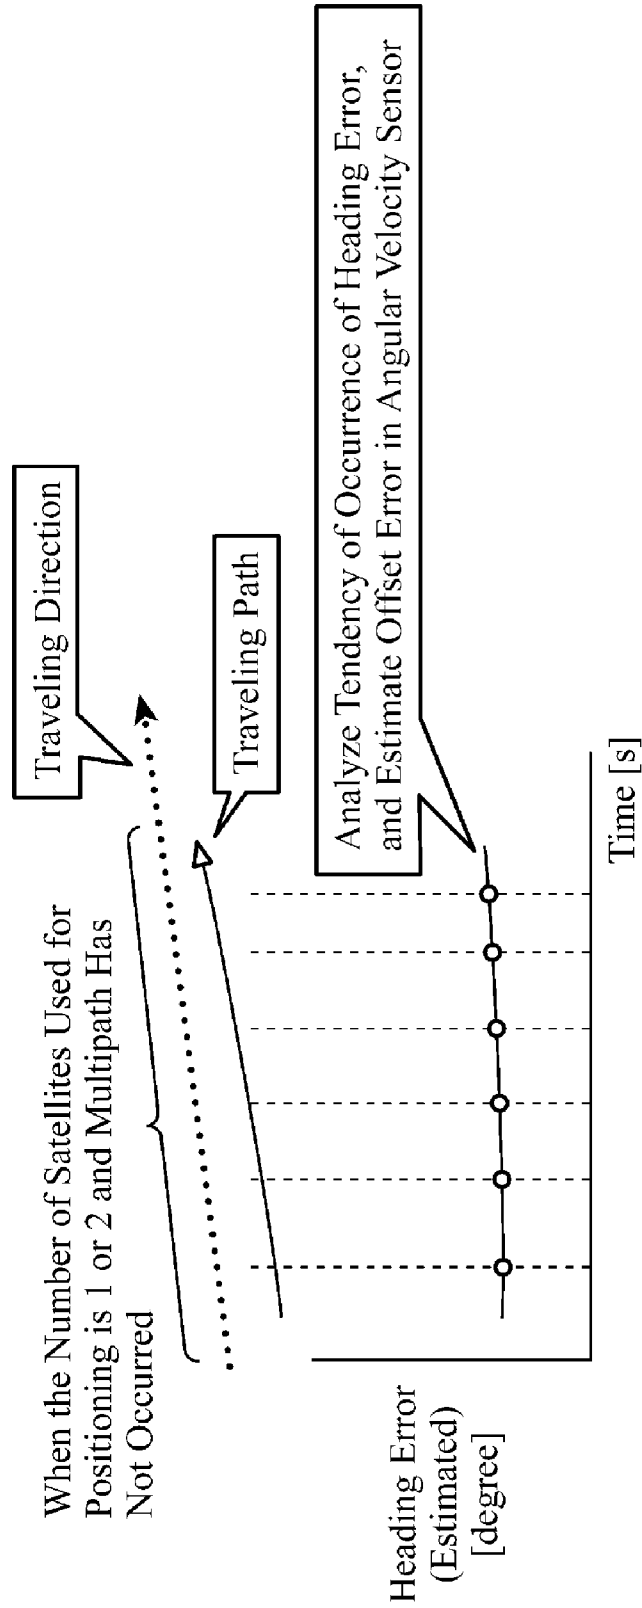 When the Number of Satellites Used for
Positioning is 1 or 2 and Multipath Has
Not Occurred
Traveling Direction
Traveling Path
Analyze Tendency of Occurrence of Heading Error,
and Estimate Offset Error in Angular Velocity Sensor
Heading Error
(Estimated)
[degree]
Time [s]